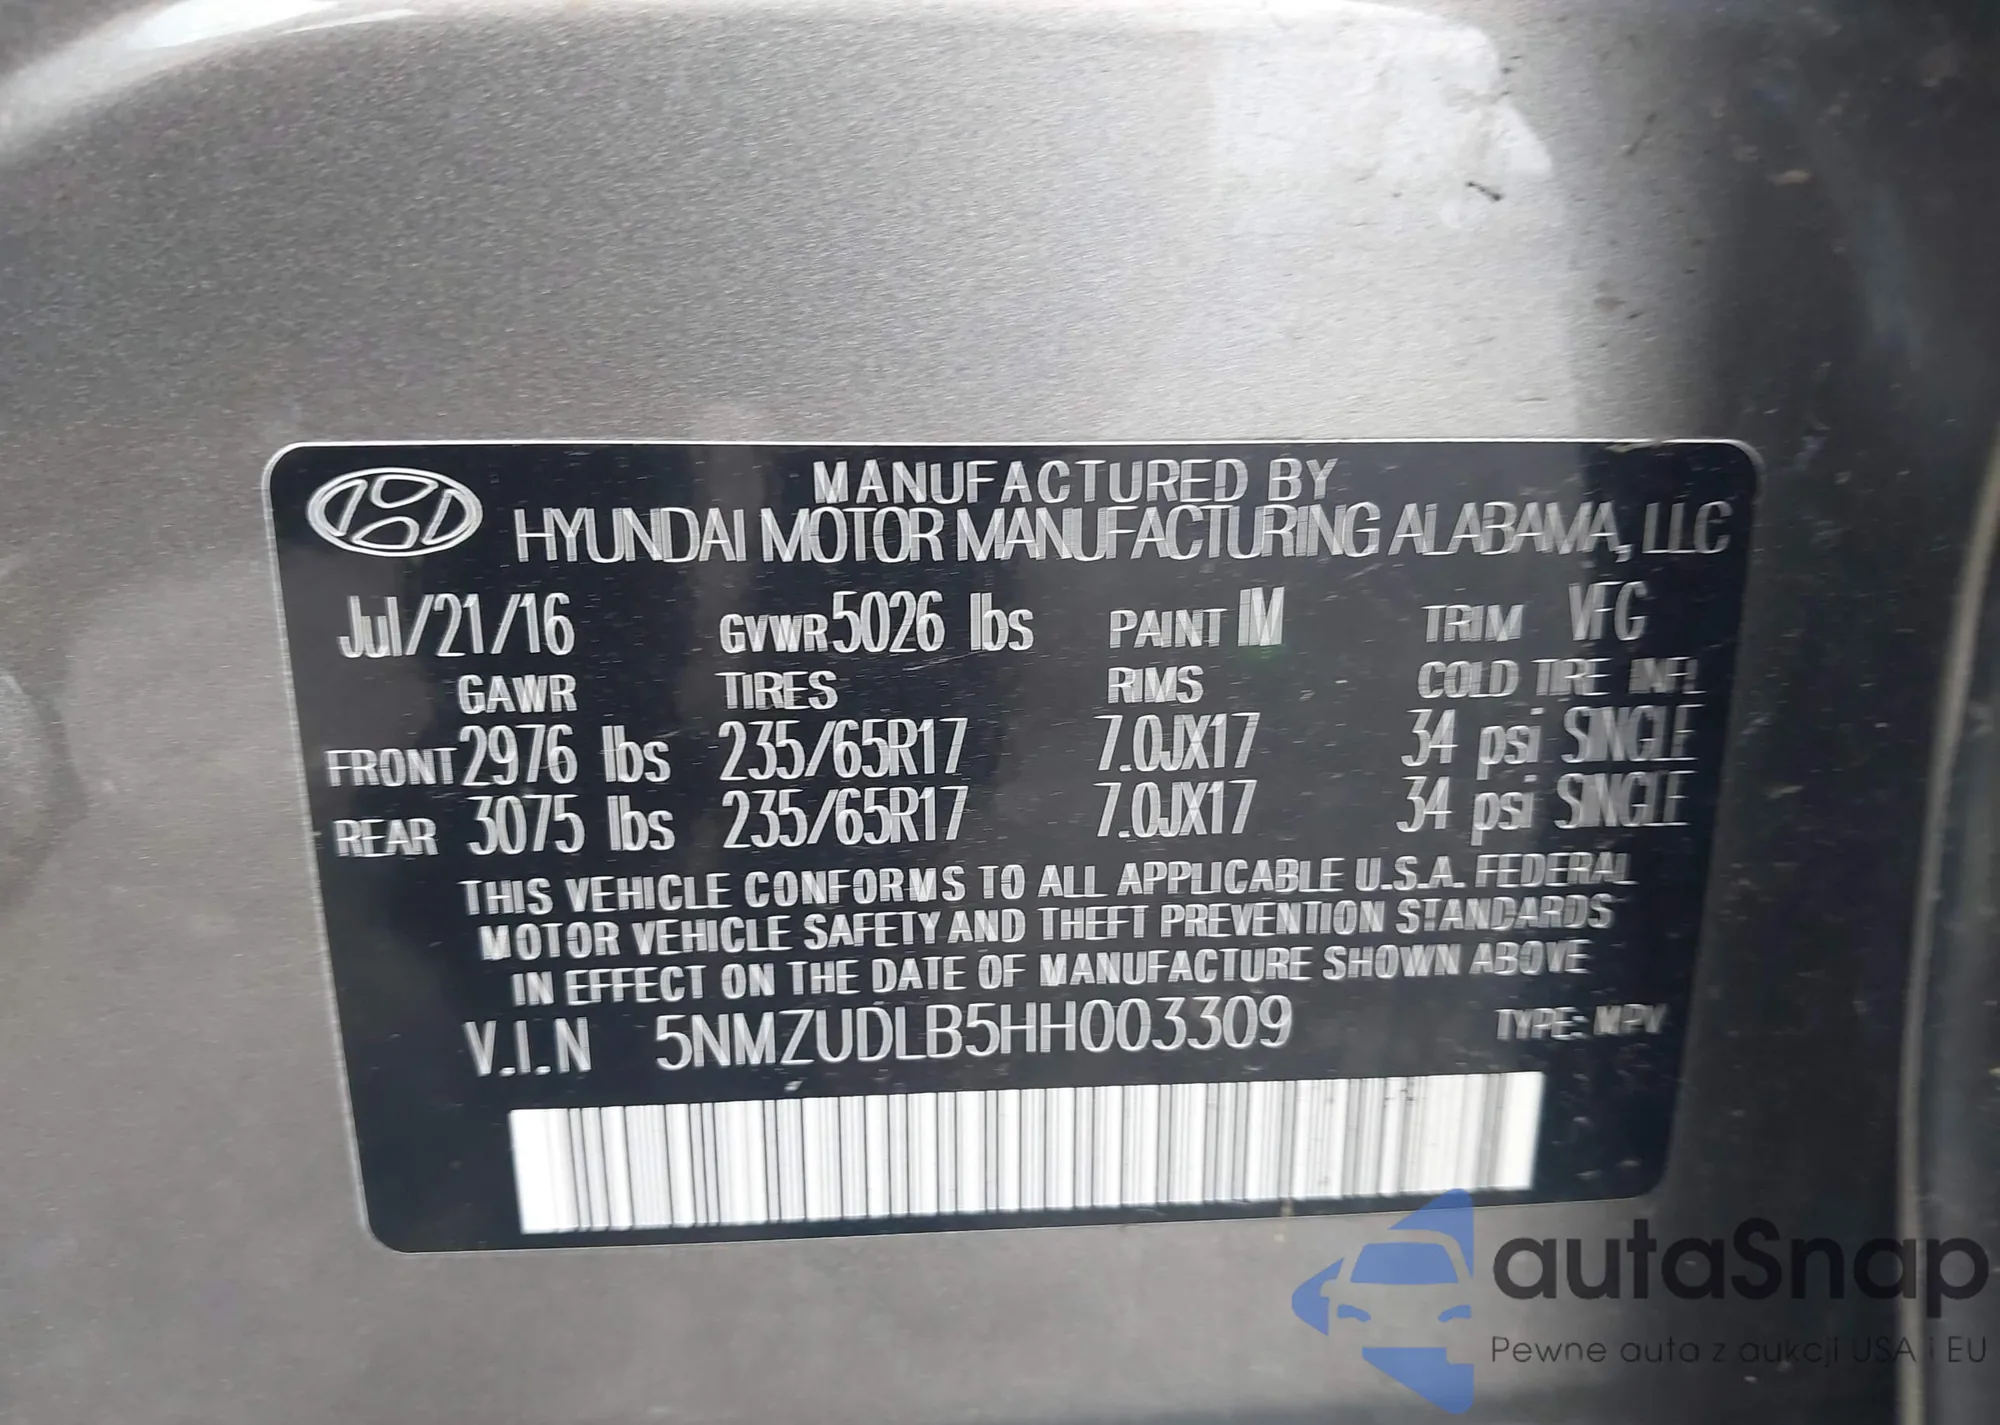 MANUFACTURED BY
HYUNDAI MOTOR MANUFACTURING ALABAMA, LLC
Jul/21/16 GVWR 5026 lbs PAINT IM TRIM VFG
GAWR TIRES RIMS COLD TIRE INFL
FRONT 2976 lbs 235/65R17 7.0JX17 34 psi SINGLE
REAR 3075 lbs 235/65R17 7.0JX17 34 psi SINGLE
THIS VEHICLE CONFORMS TO ALL APPLICABLE U.S.A. FEDERAL
MOTOR VEHICLE SAFETY AND THEFT PREVENTION STANDARDS
IN EFFECT ON THE DATE OF MANUFACTURE SHOWN ABOVE
V.I.N 5NMZUDLB5HH003309 TYPE: MPV
autaSnap
Pewne auta z aukcji USA i EU